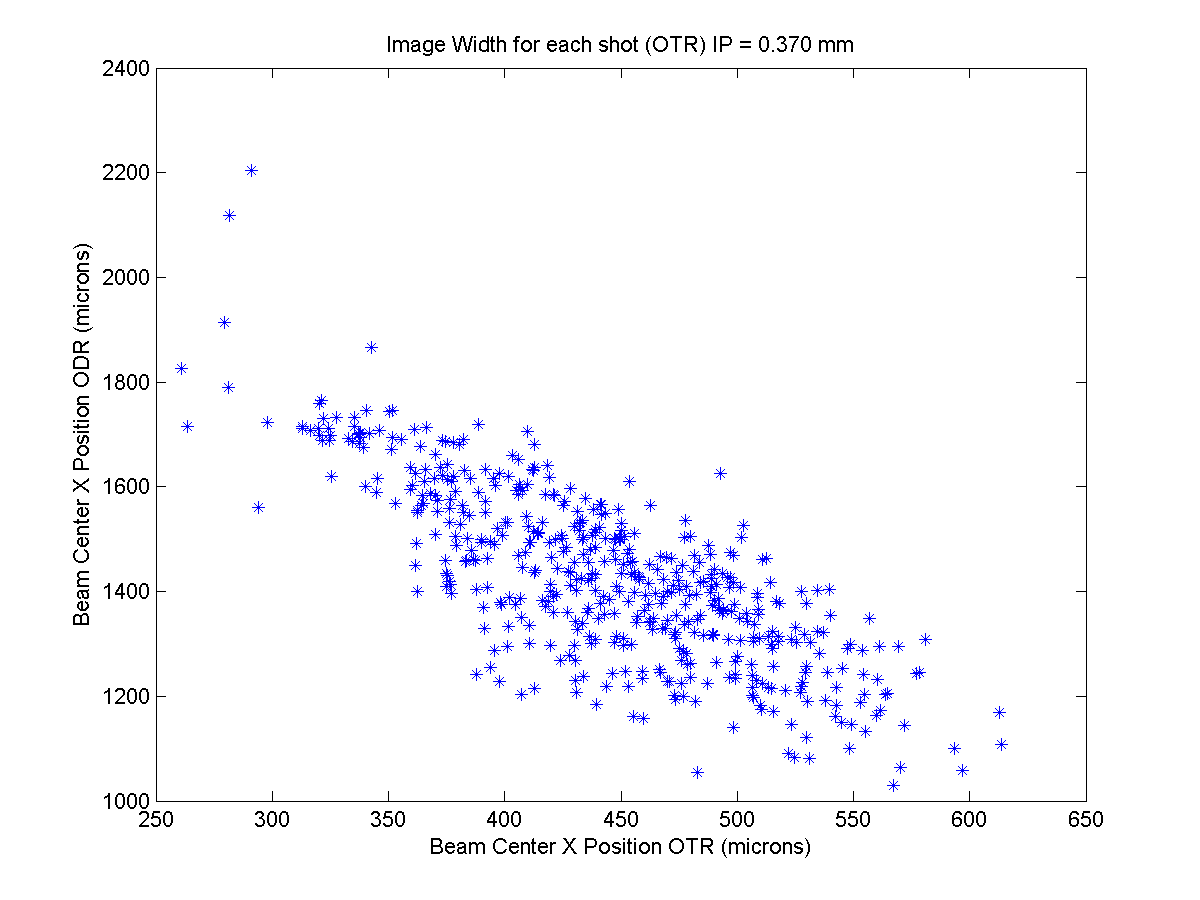 Image Width for each shot (OTR) IP = 0.370 mm
2400
2200
2000
1800
1600
1400
1200
1000
Beam Center X Position ODR (microns)
250 300 350 400 450 500 550 600 650
Beam Center X Position OTR (microns)